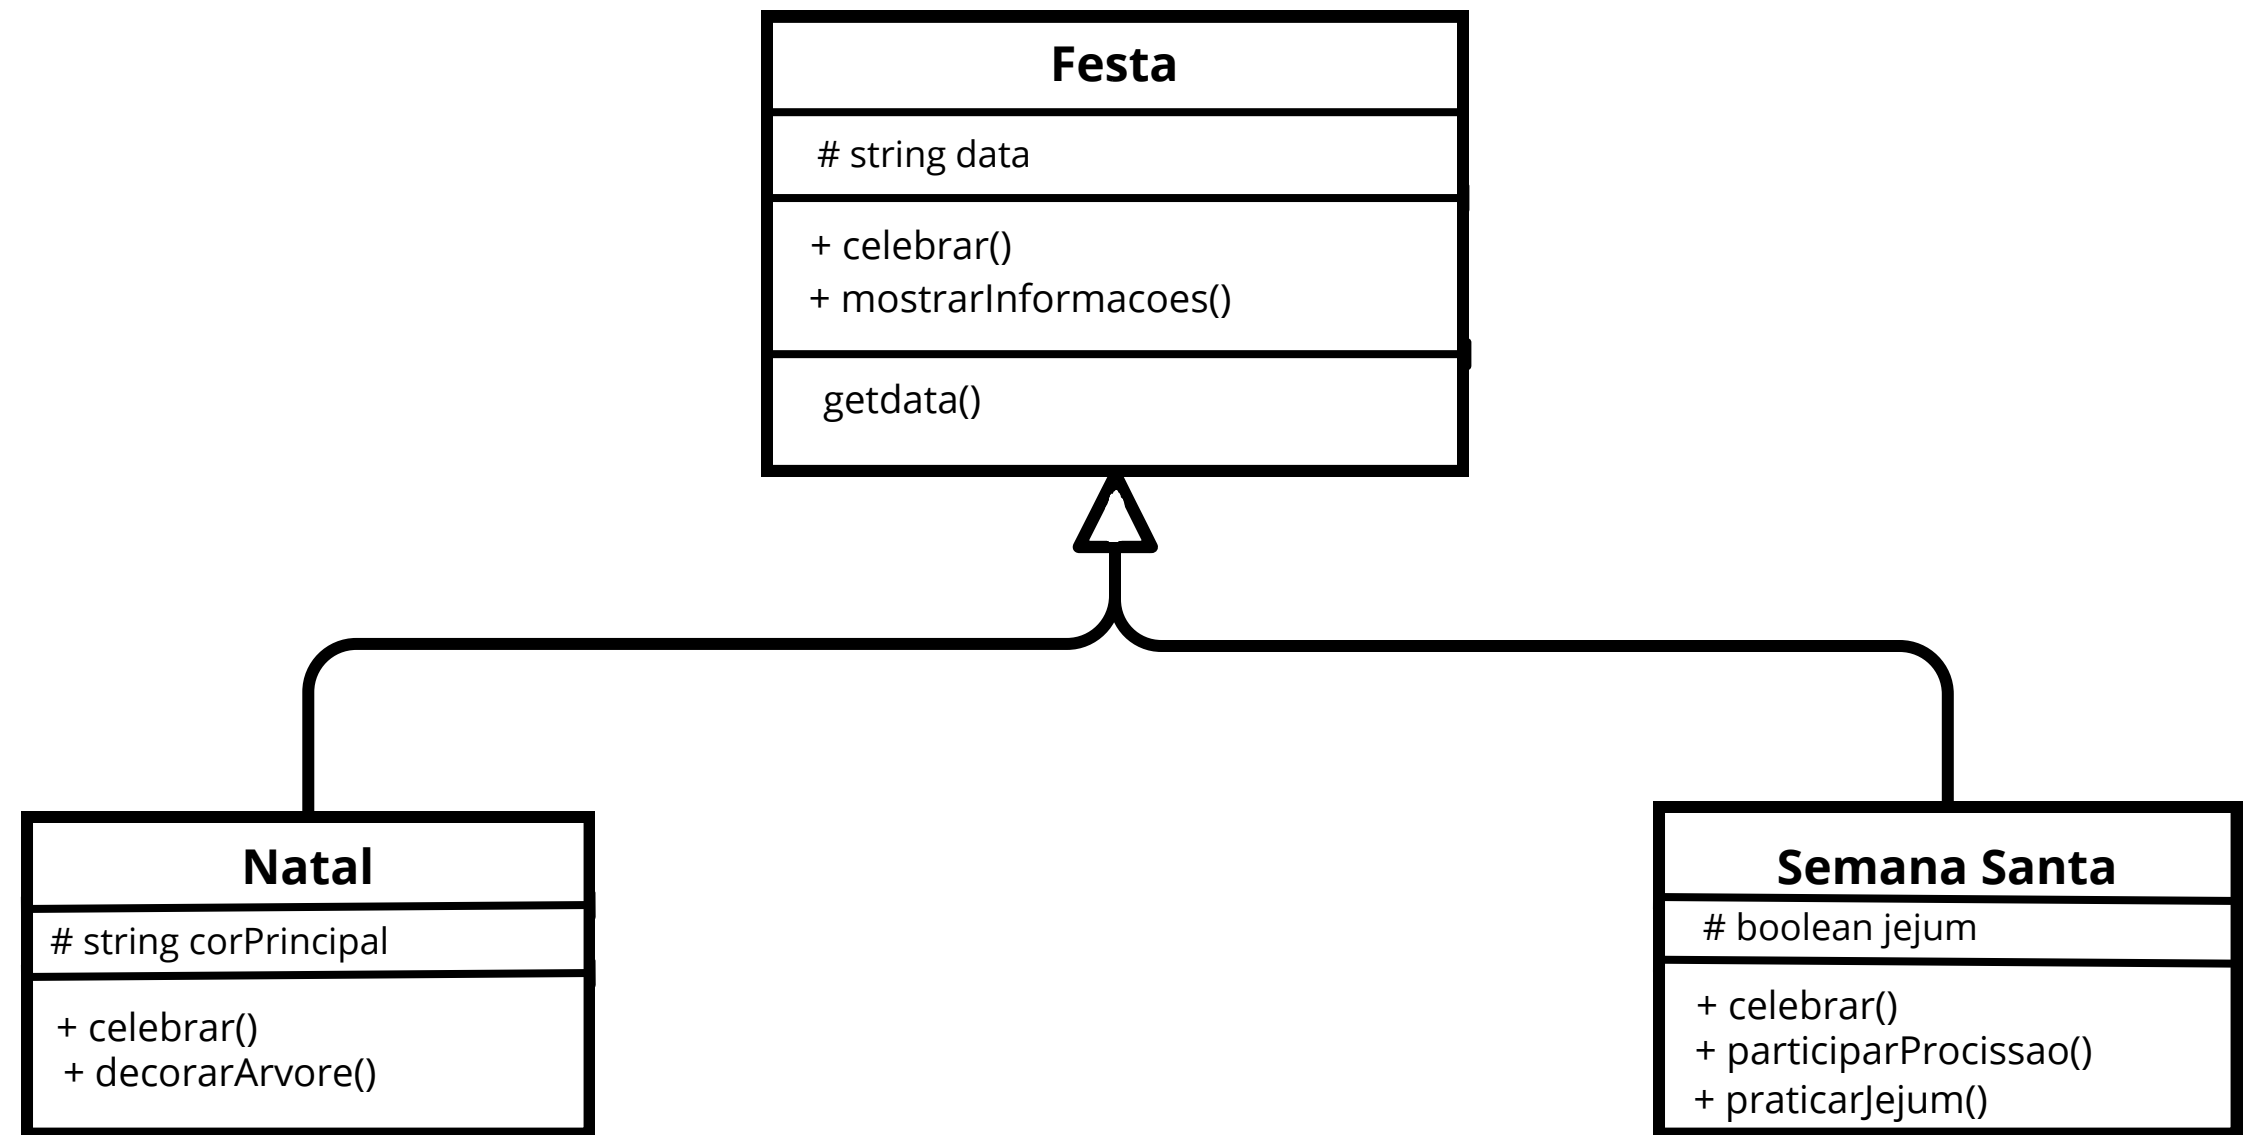 Festa
# string data
+ celebrar()
+ mostrarInformacoes()
getdata()
Natal
# string corPrincipal
+ celebrar()
+ decorarArvore()
Semana Santa
# boolean jejum
+ celebrar()
+ participarProcissao()
+ praticarJejum()